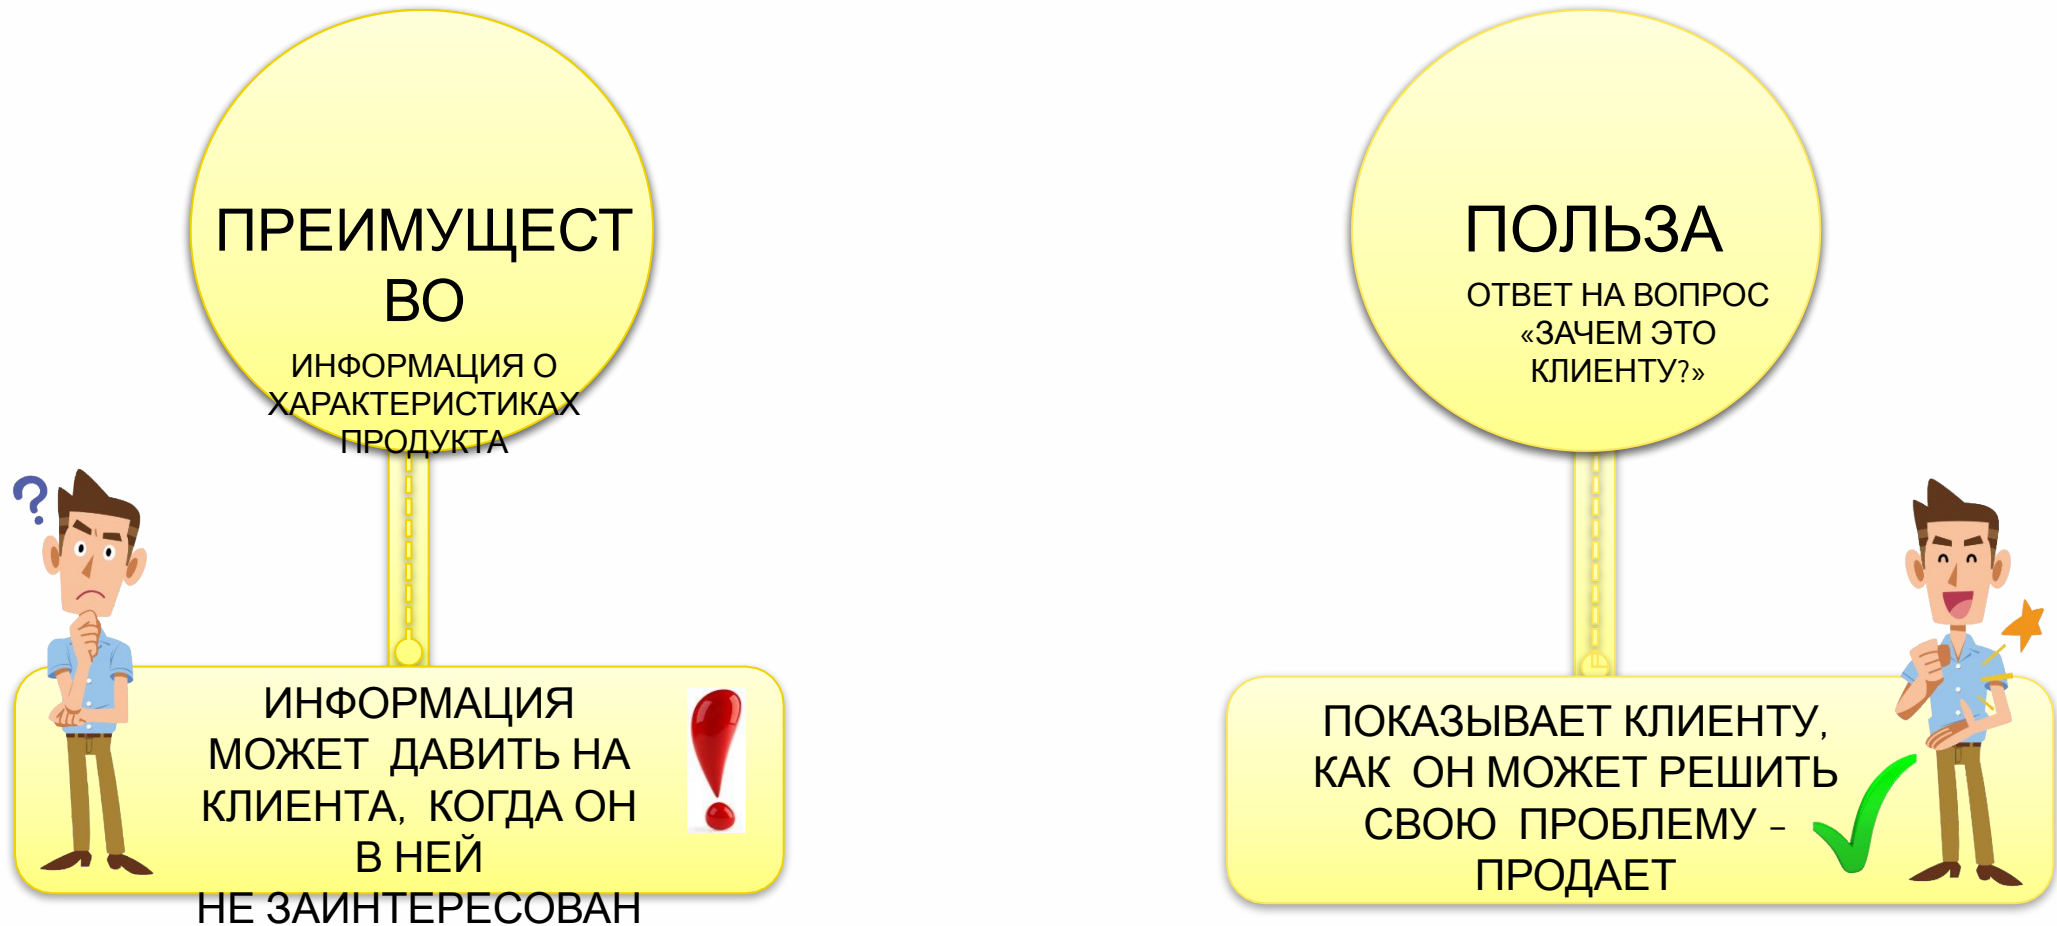 ПРЕИМУЩЕСТ
ВО
ИНФОРМАЦИЯ О
ХАРАКТЕРИСТИКАХ
ПРОДУКТА
?
ИНФОРМАЦИЯ
МОЖЕТ ДАВИТЬ НА
КЛИЕНТА, КОГДА ОН
В НЕЙ
НЕ ЗАИНТЕРЕСОВАН
ПОЛЬЗА
ОТВЕТ НА ВОПРОС
«ЗАЧЕМ ЭТО
КЛИЕНТУ?»
ПОКАЗЫВАЕТ КЛИЕНТУ,
КАК ОН МОЖЕТ РЕШИТЬ
СВОЮ ПРОБЛЕМУ –
ПРОДАЕТ